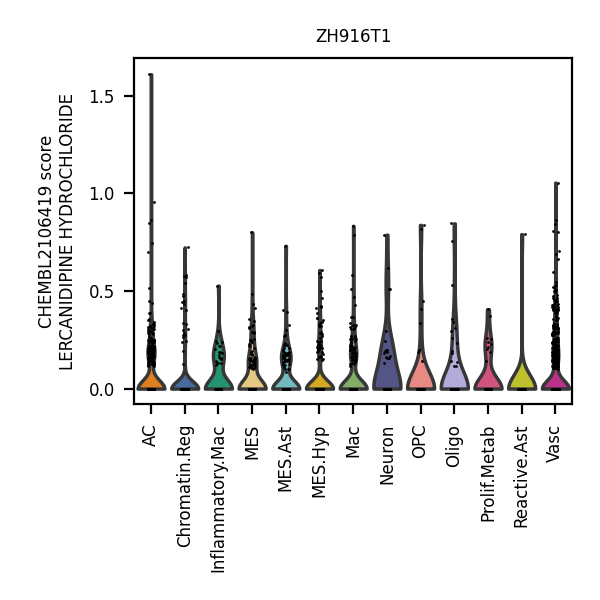 ZH916T1
CHEMBL2106419 score
LERCANIDIPINE HYDROCHLORIDE
1.5
1.0
0.5
0.0
AC
Chromatin.Reg
Inflammatory.Mac
MES
MES.Ast
MES.Hyp
Mac
Neuron
OPC
Oligo
Prolif.Metab
Reactive.Ast
Vasc